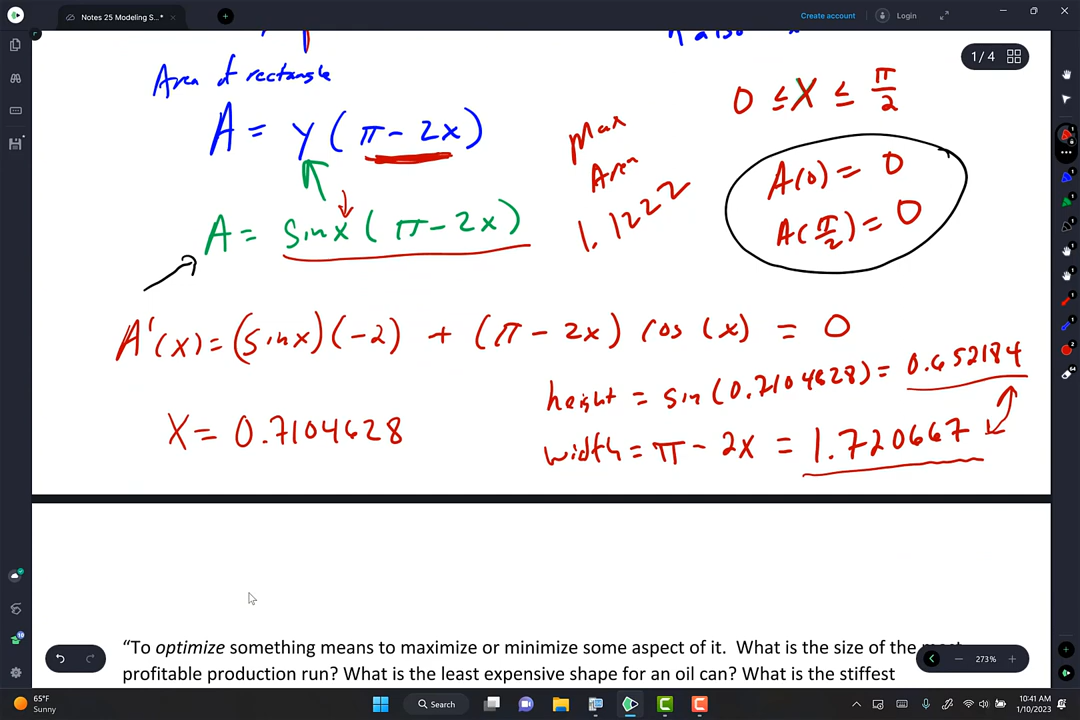 Notes 25 Modeling S...*
Create account
Login
1/4
Area of rectangle
A = y ( π - 2x )
0 ≤ X ≤ π/2
Max
Area
1.1222
A(0) = 0
A(π/2) = 0
A = sin x ( π - 2x )
A'(x) = (sin x)(-2) + (π - 2x) cos (x) = 0
height = sin (0.7104628) = 0.652184
X = 0.7104628
width = π - 2x = 1.720667
"To optimize something means to maximize or minimize some aspect of it. What is the size of the most
profitable production run? What is the least expensive shape for an oil can? What is the stiffest
273%
65°F
Sunny
Search
10:41 AM
1/10/2023